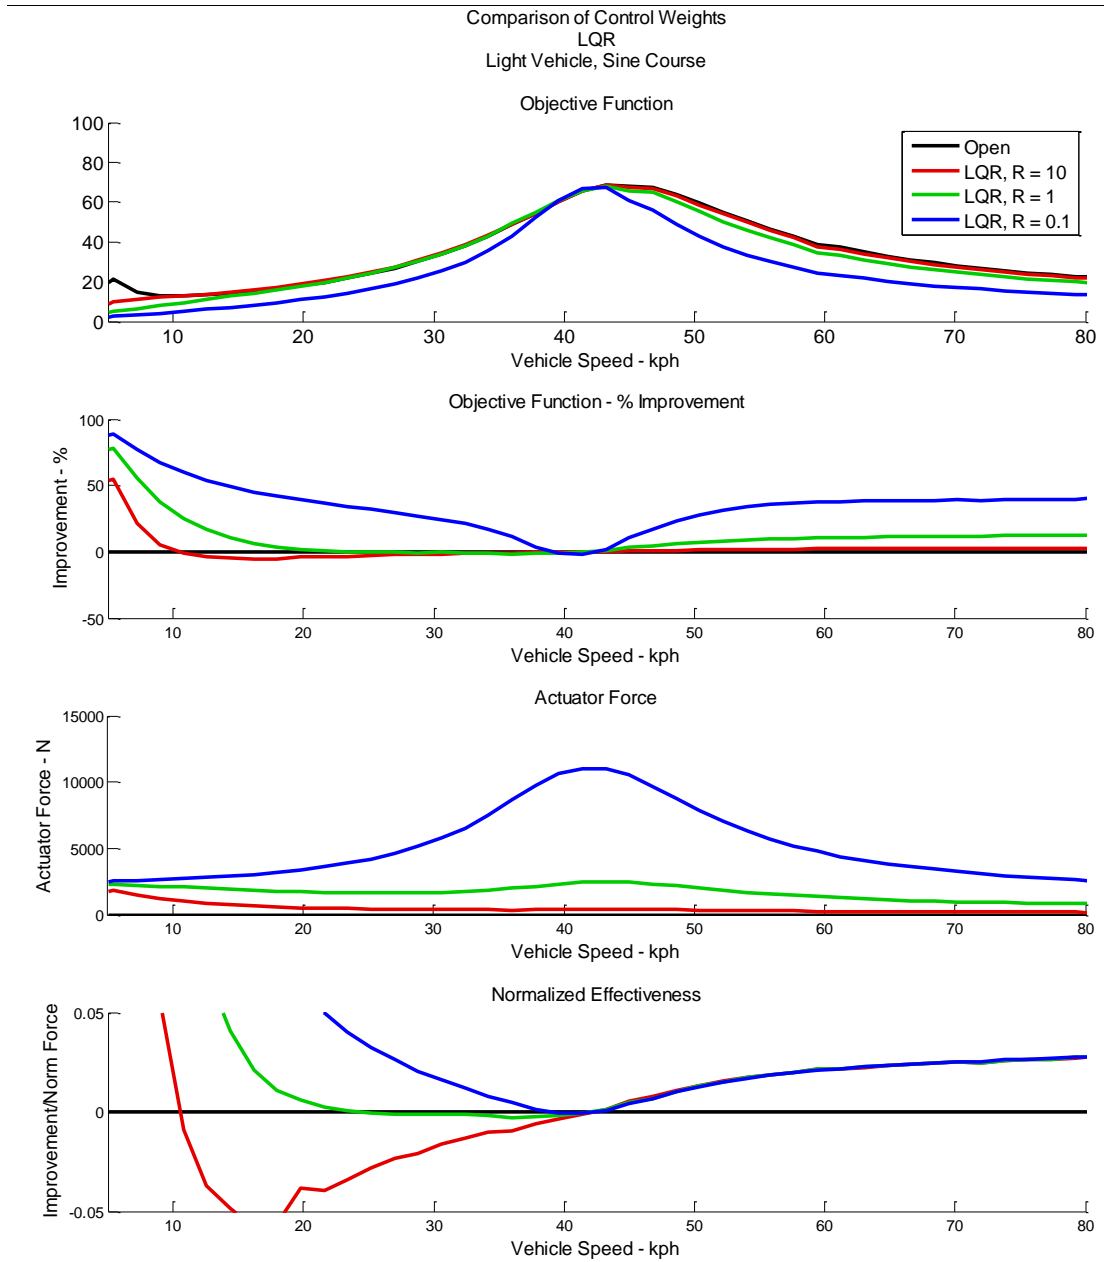 Comparison of Control Weights
LQR
Light Vehicle, Sine Course
Objective Function
100
80
60
40
20
0
Open
LQR, R = 10
LQR, R = 1
LQR, R = 0.1
10 20 30 40 50 60 70 80
Vehicle Speed - kph
Objective Function - % Improvement
Improvement - %
100
50
0
-50
10 20 30 40 50 60 70 80
Vehicle Speed - kph
Actuator Force
Actuator Force - N
15000
10000
5000
0
10 20 30 40 50 60 70 80
Vehicle Speed - kph
Normalized Effectiveness
Improvement/Norm Force
0.05
0
-0.05
10 20 30 40 50 60 70 80
Vehicle Speed - kph